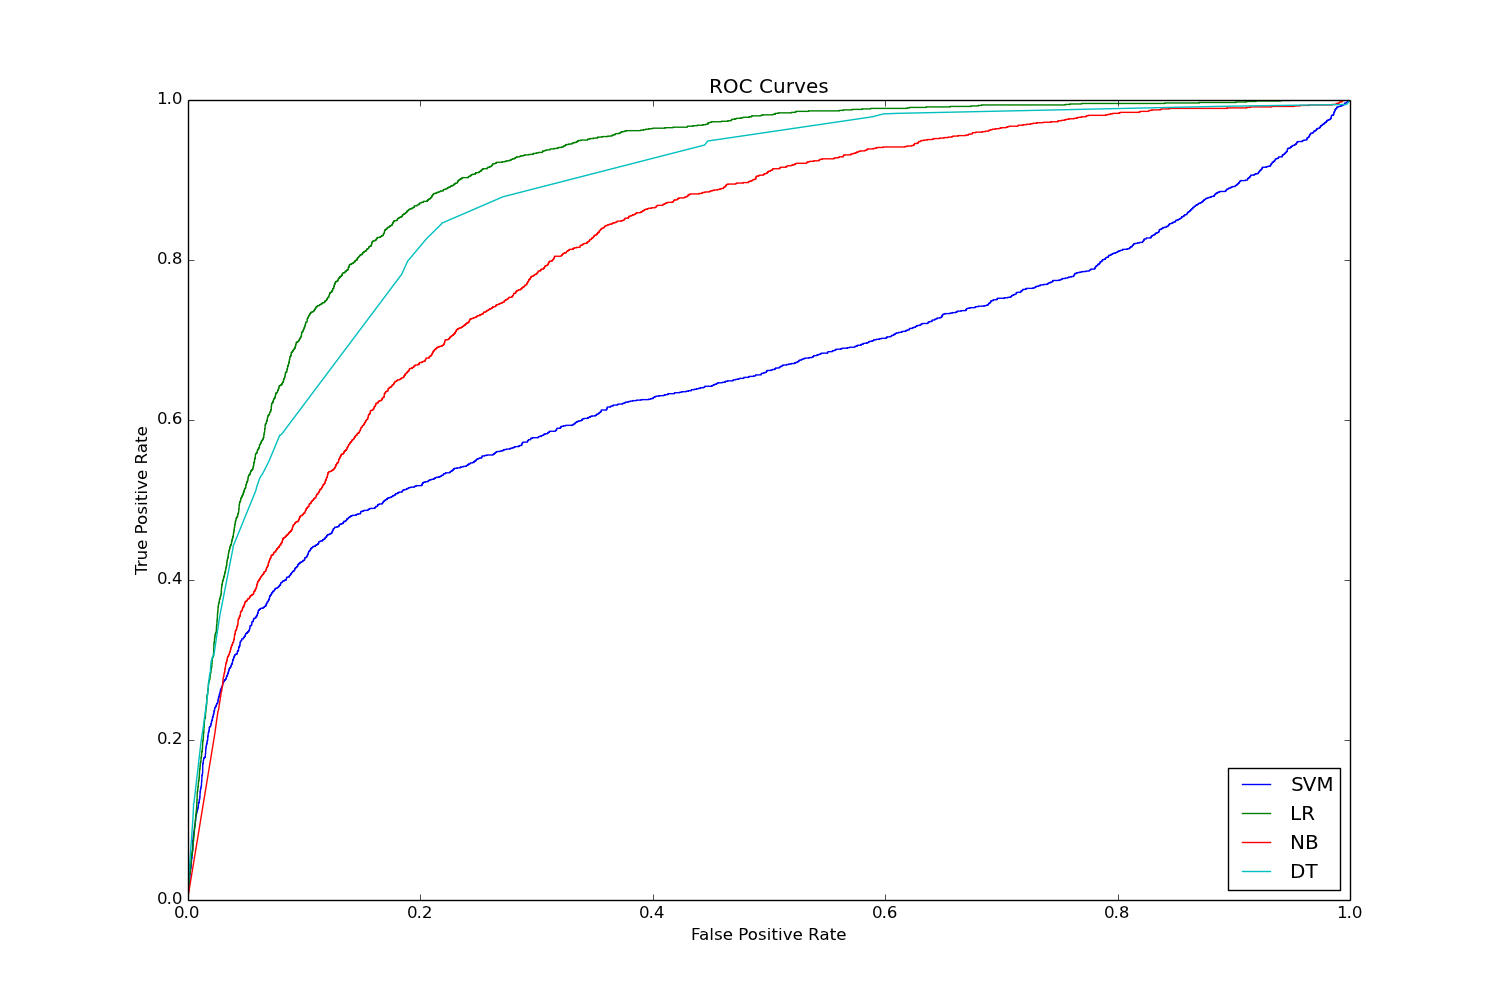 ROC Curves
1.0
0.8
0.6
0.4
0.2
0.0
True Positive Rate
0.0 0.2 0.4 0.6 0.8 1.0
False Positive Rate
SVM
LR
NB
DT